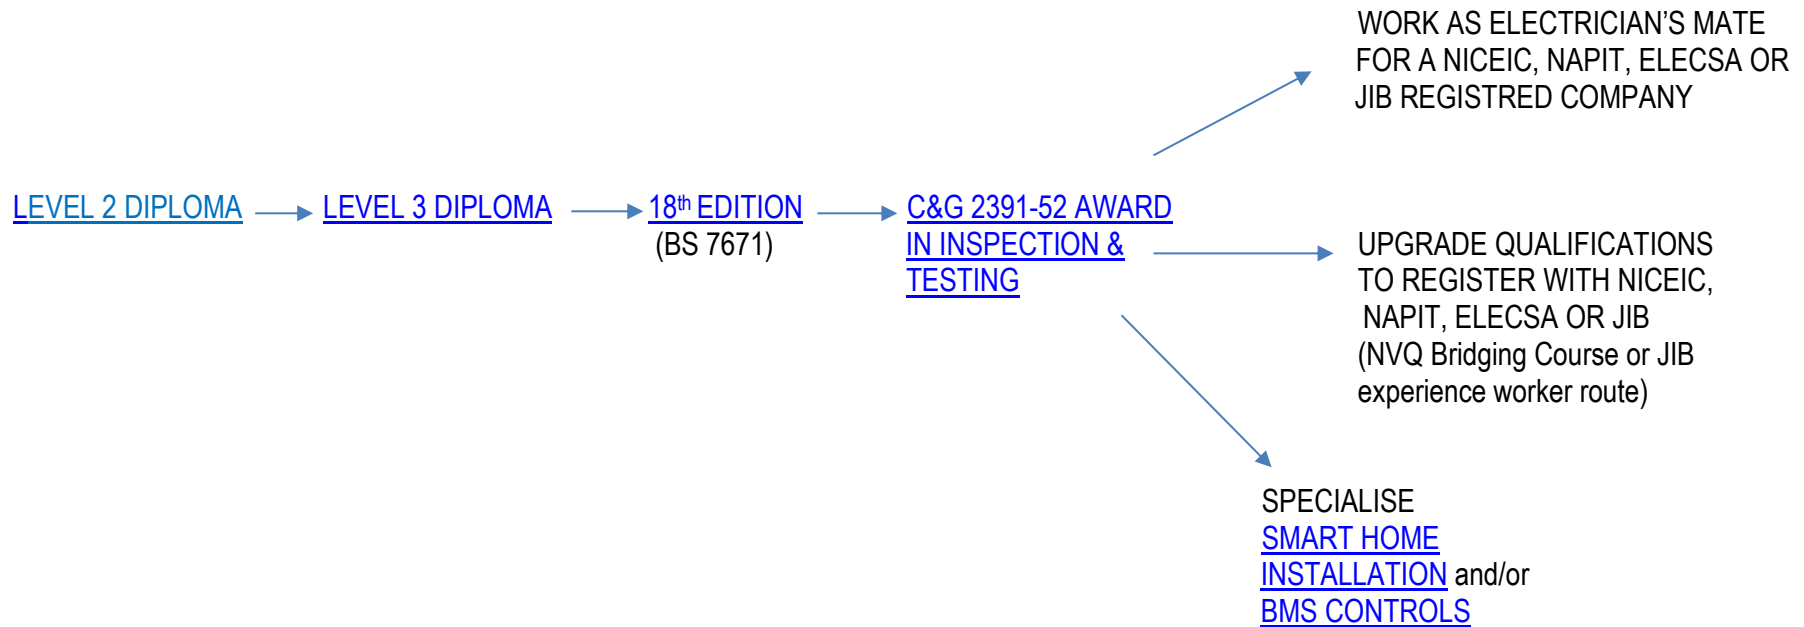 WORK AS ELECTRICIAN’S MATE
FOR A NICEIC, NAPIT, ELECSA OR
JIB REGISTRED COMPANY
LEVEL 2 DIPLOMA
LEVEL 3 DIPLOMA
18th EDITION
(BS 7671)
C&G 2391-52 AWARD
IN INSPECTION &
TESTING
UPGRADE QUALIFICATIONS
TO REGISTER WITH NICEIC,
NAPIT, ELECSA OR JIB
(NVQ Bridging Course or JIB
experience worker route)
SPECIALISE
SMART HOME
INSTALLATION and/or
BMS CONTROLS